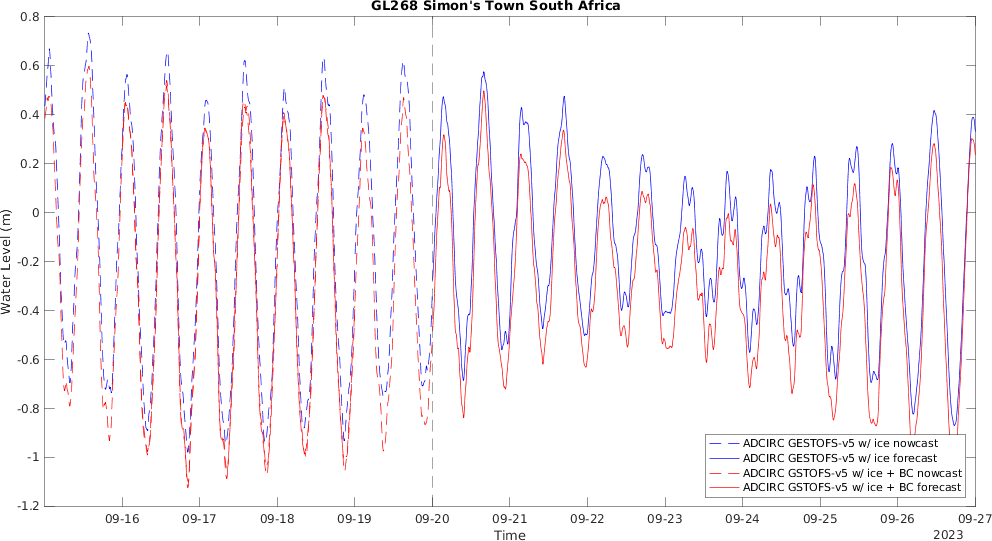 GL268 Simon's Town South Africa
0.8
0.6
0.4
0.2
0
-0.2
-0.4
-0.6
-0.8
-1
-1.2
Water Level (m)
ADCIRC GESTOFS-v5 w/ ice nowcast
ADCIRC GESTOFS-v5 w/ ice forecast
ADCIRC GSTOFS-v5 w/ ice + BC nowcast
ADCIRC GSTOFS-v5 w/ ice + BC forecast
09-16 09-17 09-18 09-19 09-20 09-21 09-22 09-23 09-24 09-25 09-26 09-27
Time
2023